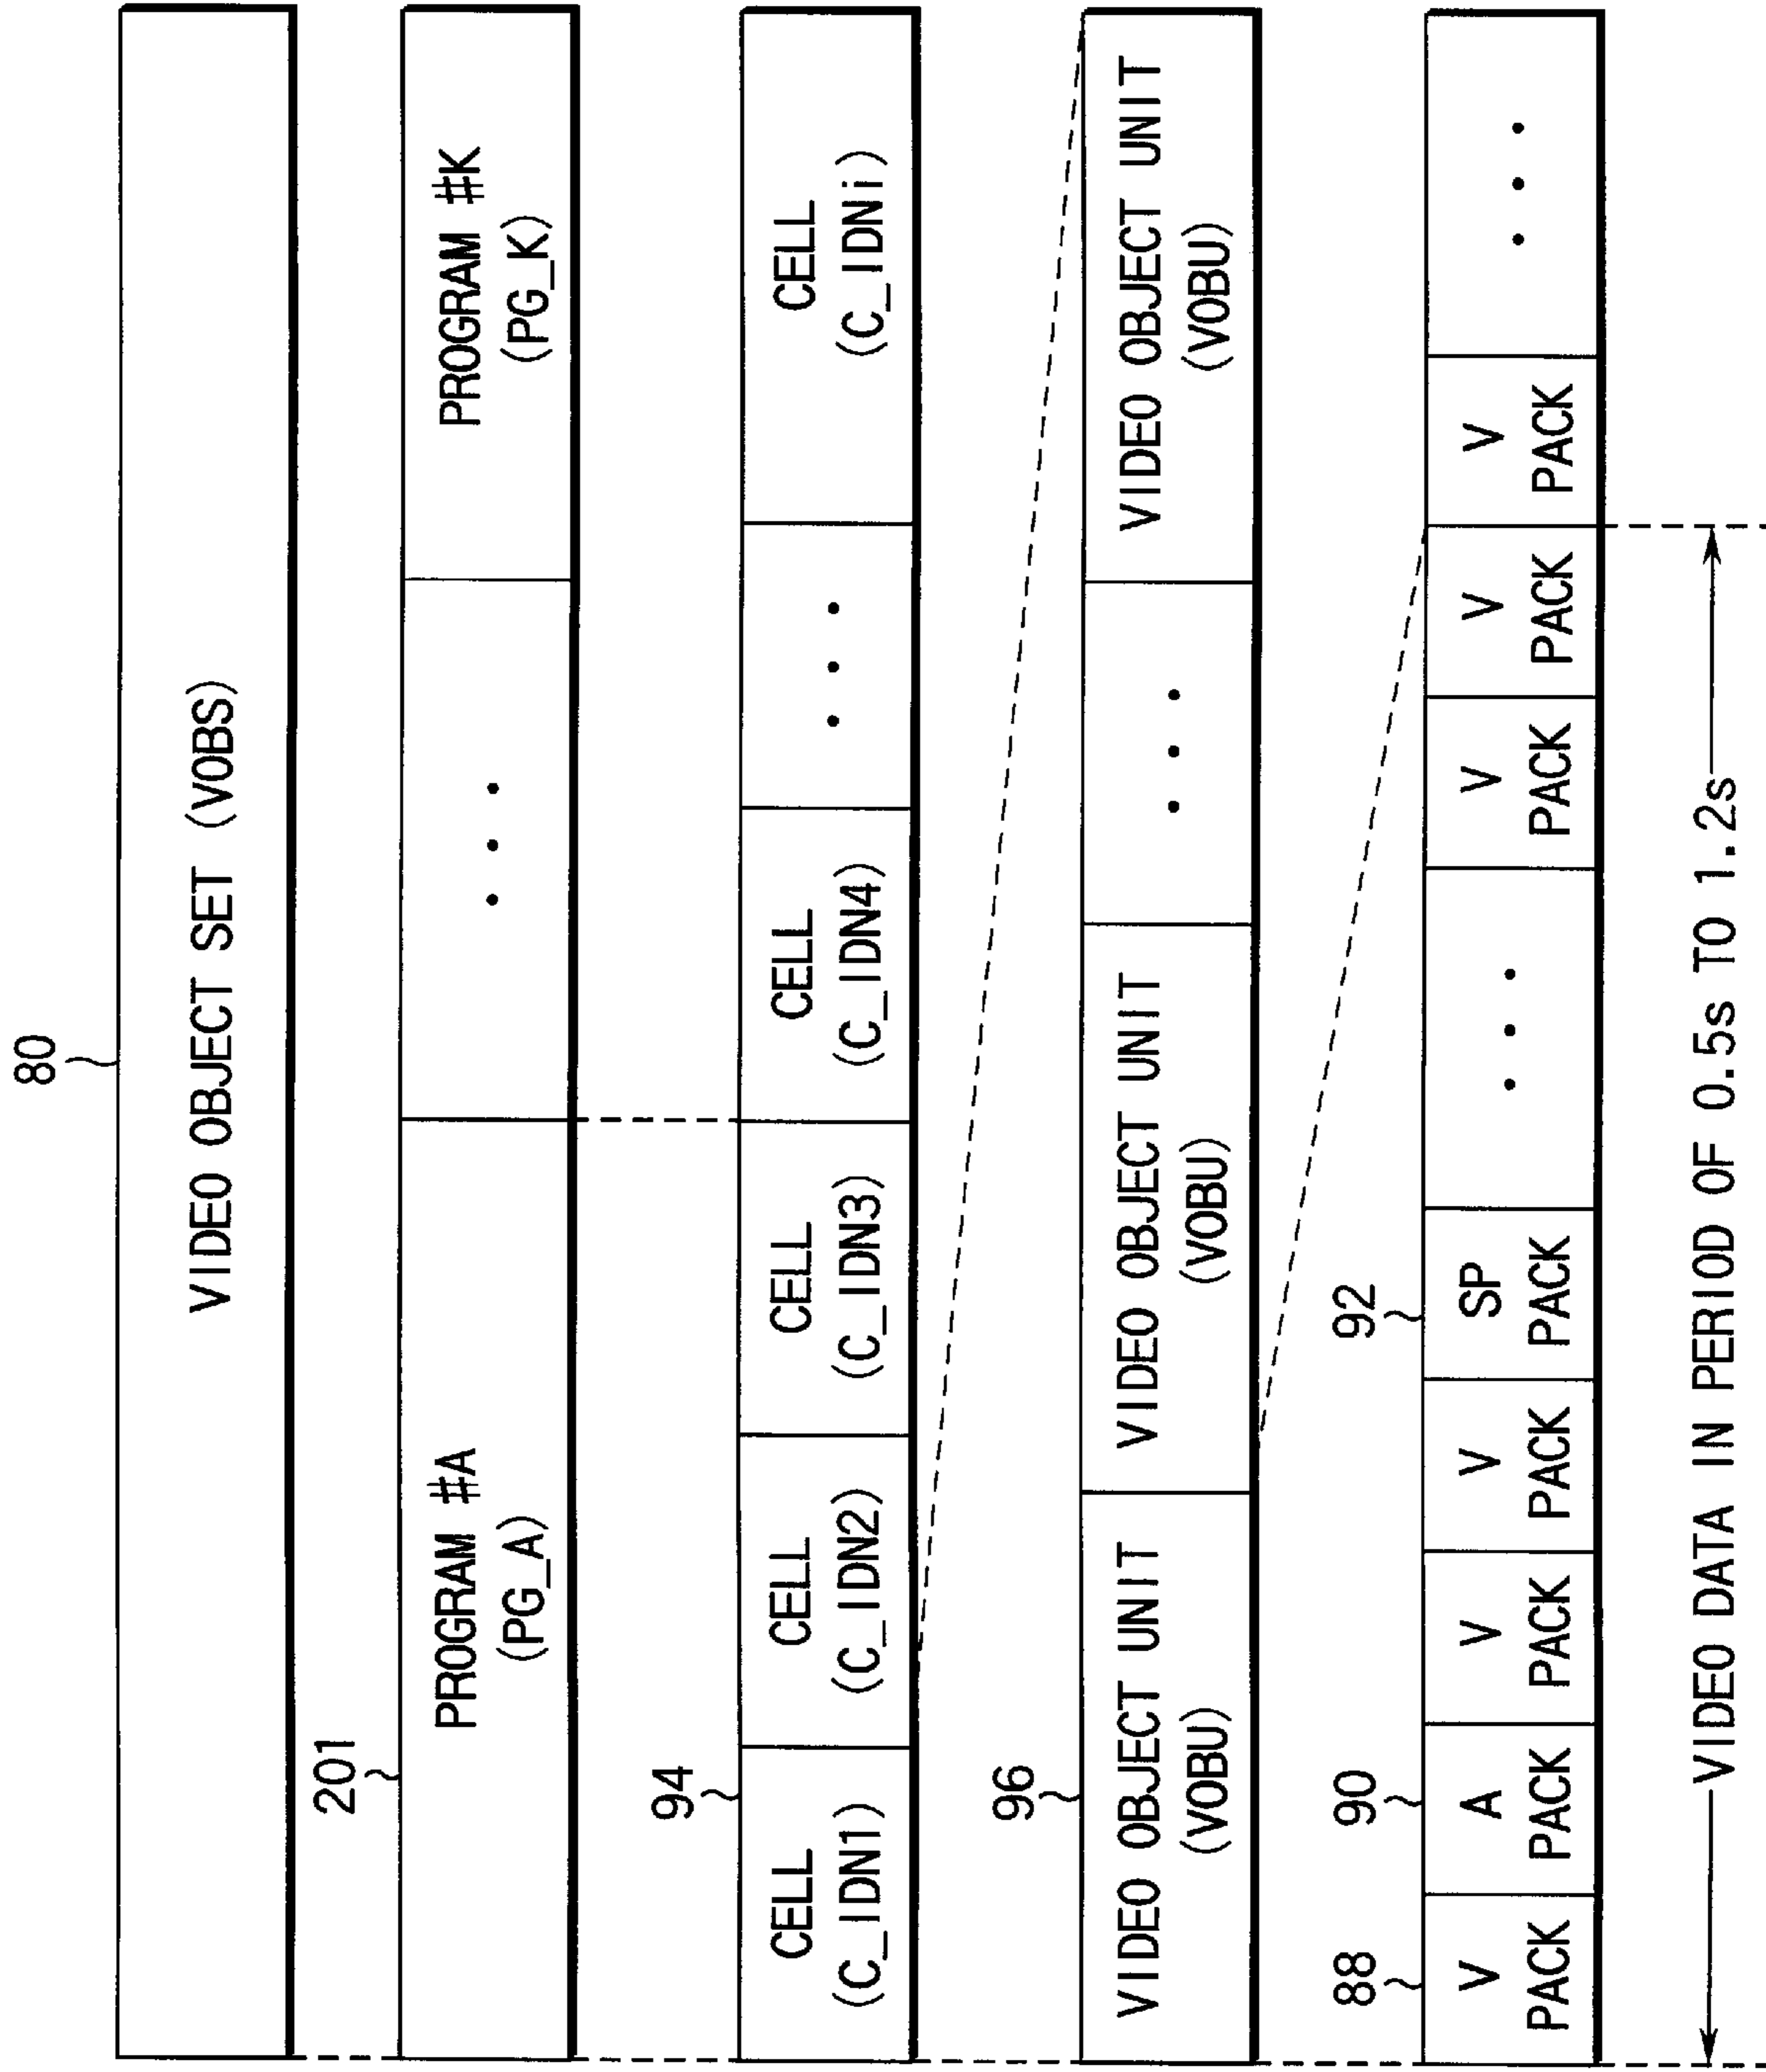 80
VIDEO OBJECT SET (VOBS)
201
PROGRAM #A
(PG_A)
• • •
PROGRAM #K
(PG_K)
94
CELL
(C_IDN1)
CELL
(C_IDN2)
CELL
(C_IDN3)
CELL
(C_IDN4)
• • •
CELL
(C_IDNi)
96
VIDEO OBJECT UNIT
(VOBU)
VIDEO OBJECT UNIT
(VOBU)
• • •
VIDEO OBJECT UNIT
(VOBU)
88
V
PACK
90
A
PACK
V
PACK
V
PACK
92
SP
PACK
• • •
V
PACK
V
PACK
V
PACK
• • •
VIDEO DATA IN PERIOD OF 0.5s TO 1.2s